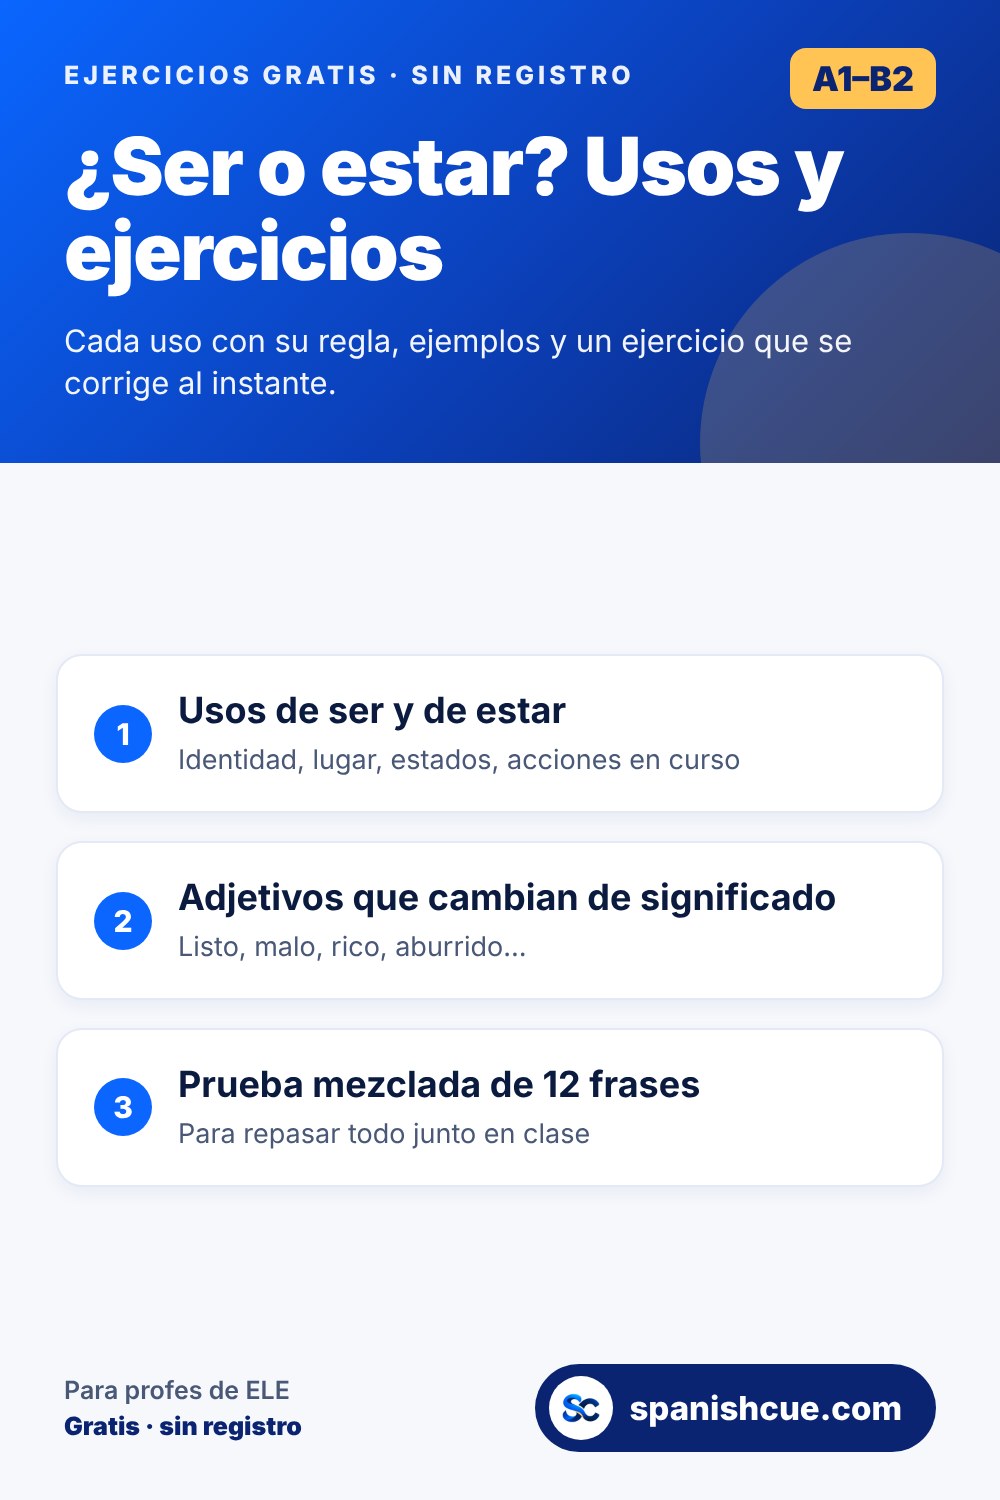 EJERCICIOS GRATIS · SIN REGISTRO
A1–B2
¿Ser o estar? Usos y
ejercicios
Cada uso con su regla, ejemplos y un ejercicio que se
corrige al instante.
1
Usos de ser y de estar
Identidad, lugar, estados, acciones en curso
2
Adjetivos que cambian de significado
Listo, malo, rico, aburrido...
3
Prueba mezclada de 12 frases
Para repasar todo junto en clase
Para profes de ELE
Gratis · sin registro
SC spanishcue.com